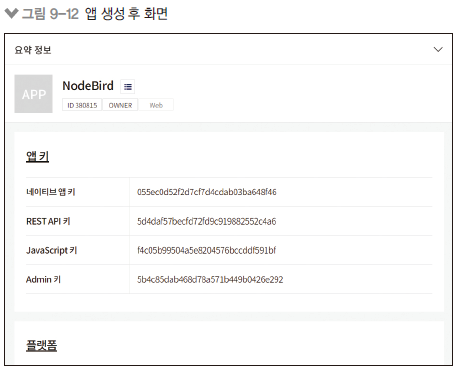 그림 9-12 앱 생성 후 화면
요약 정보
APP
NodeBird
ID 380815 OWNER Web
앱 키
네이티브 앱 키 055ec0d52f2d7cf7d4cdab03ba648f46
REST API 키 5d4daf57becfd72fd9c919882552c4a6
JavaScript 키 f4c05b99504a5e8204576bccddf591bf
Admin 키 5b4c85dab468d78a571b449b0426e292
플랫폼